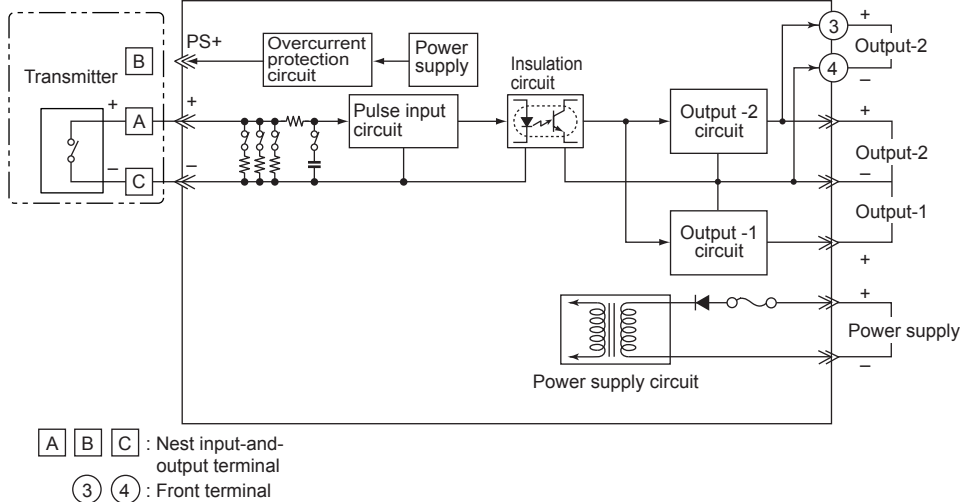 Transmitter
B
A
C
+
−
PS+
+
−
Overcurrent
protection
circuit
Power
supply
Pulse input
circuit
Insulation
circuit
Output -2
circuit
Output -1
circuit
3
4
+
Output-2
−
+
Output-2
−
Output-1
+
+
Power supply
−
Power supply circuit
A B C : Nest input-and-
output terminal
3 4 : Front terminal